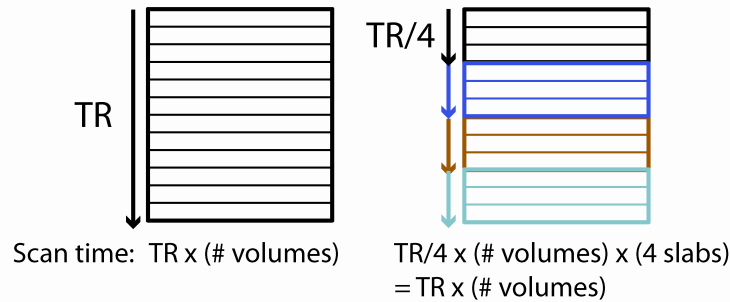 TR
TR/4
Scan time: TR x (# volumes)
TR/4 x (# volumes) x (4 slabs)
= TR x (# volumes)